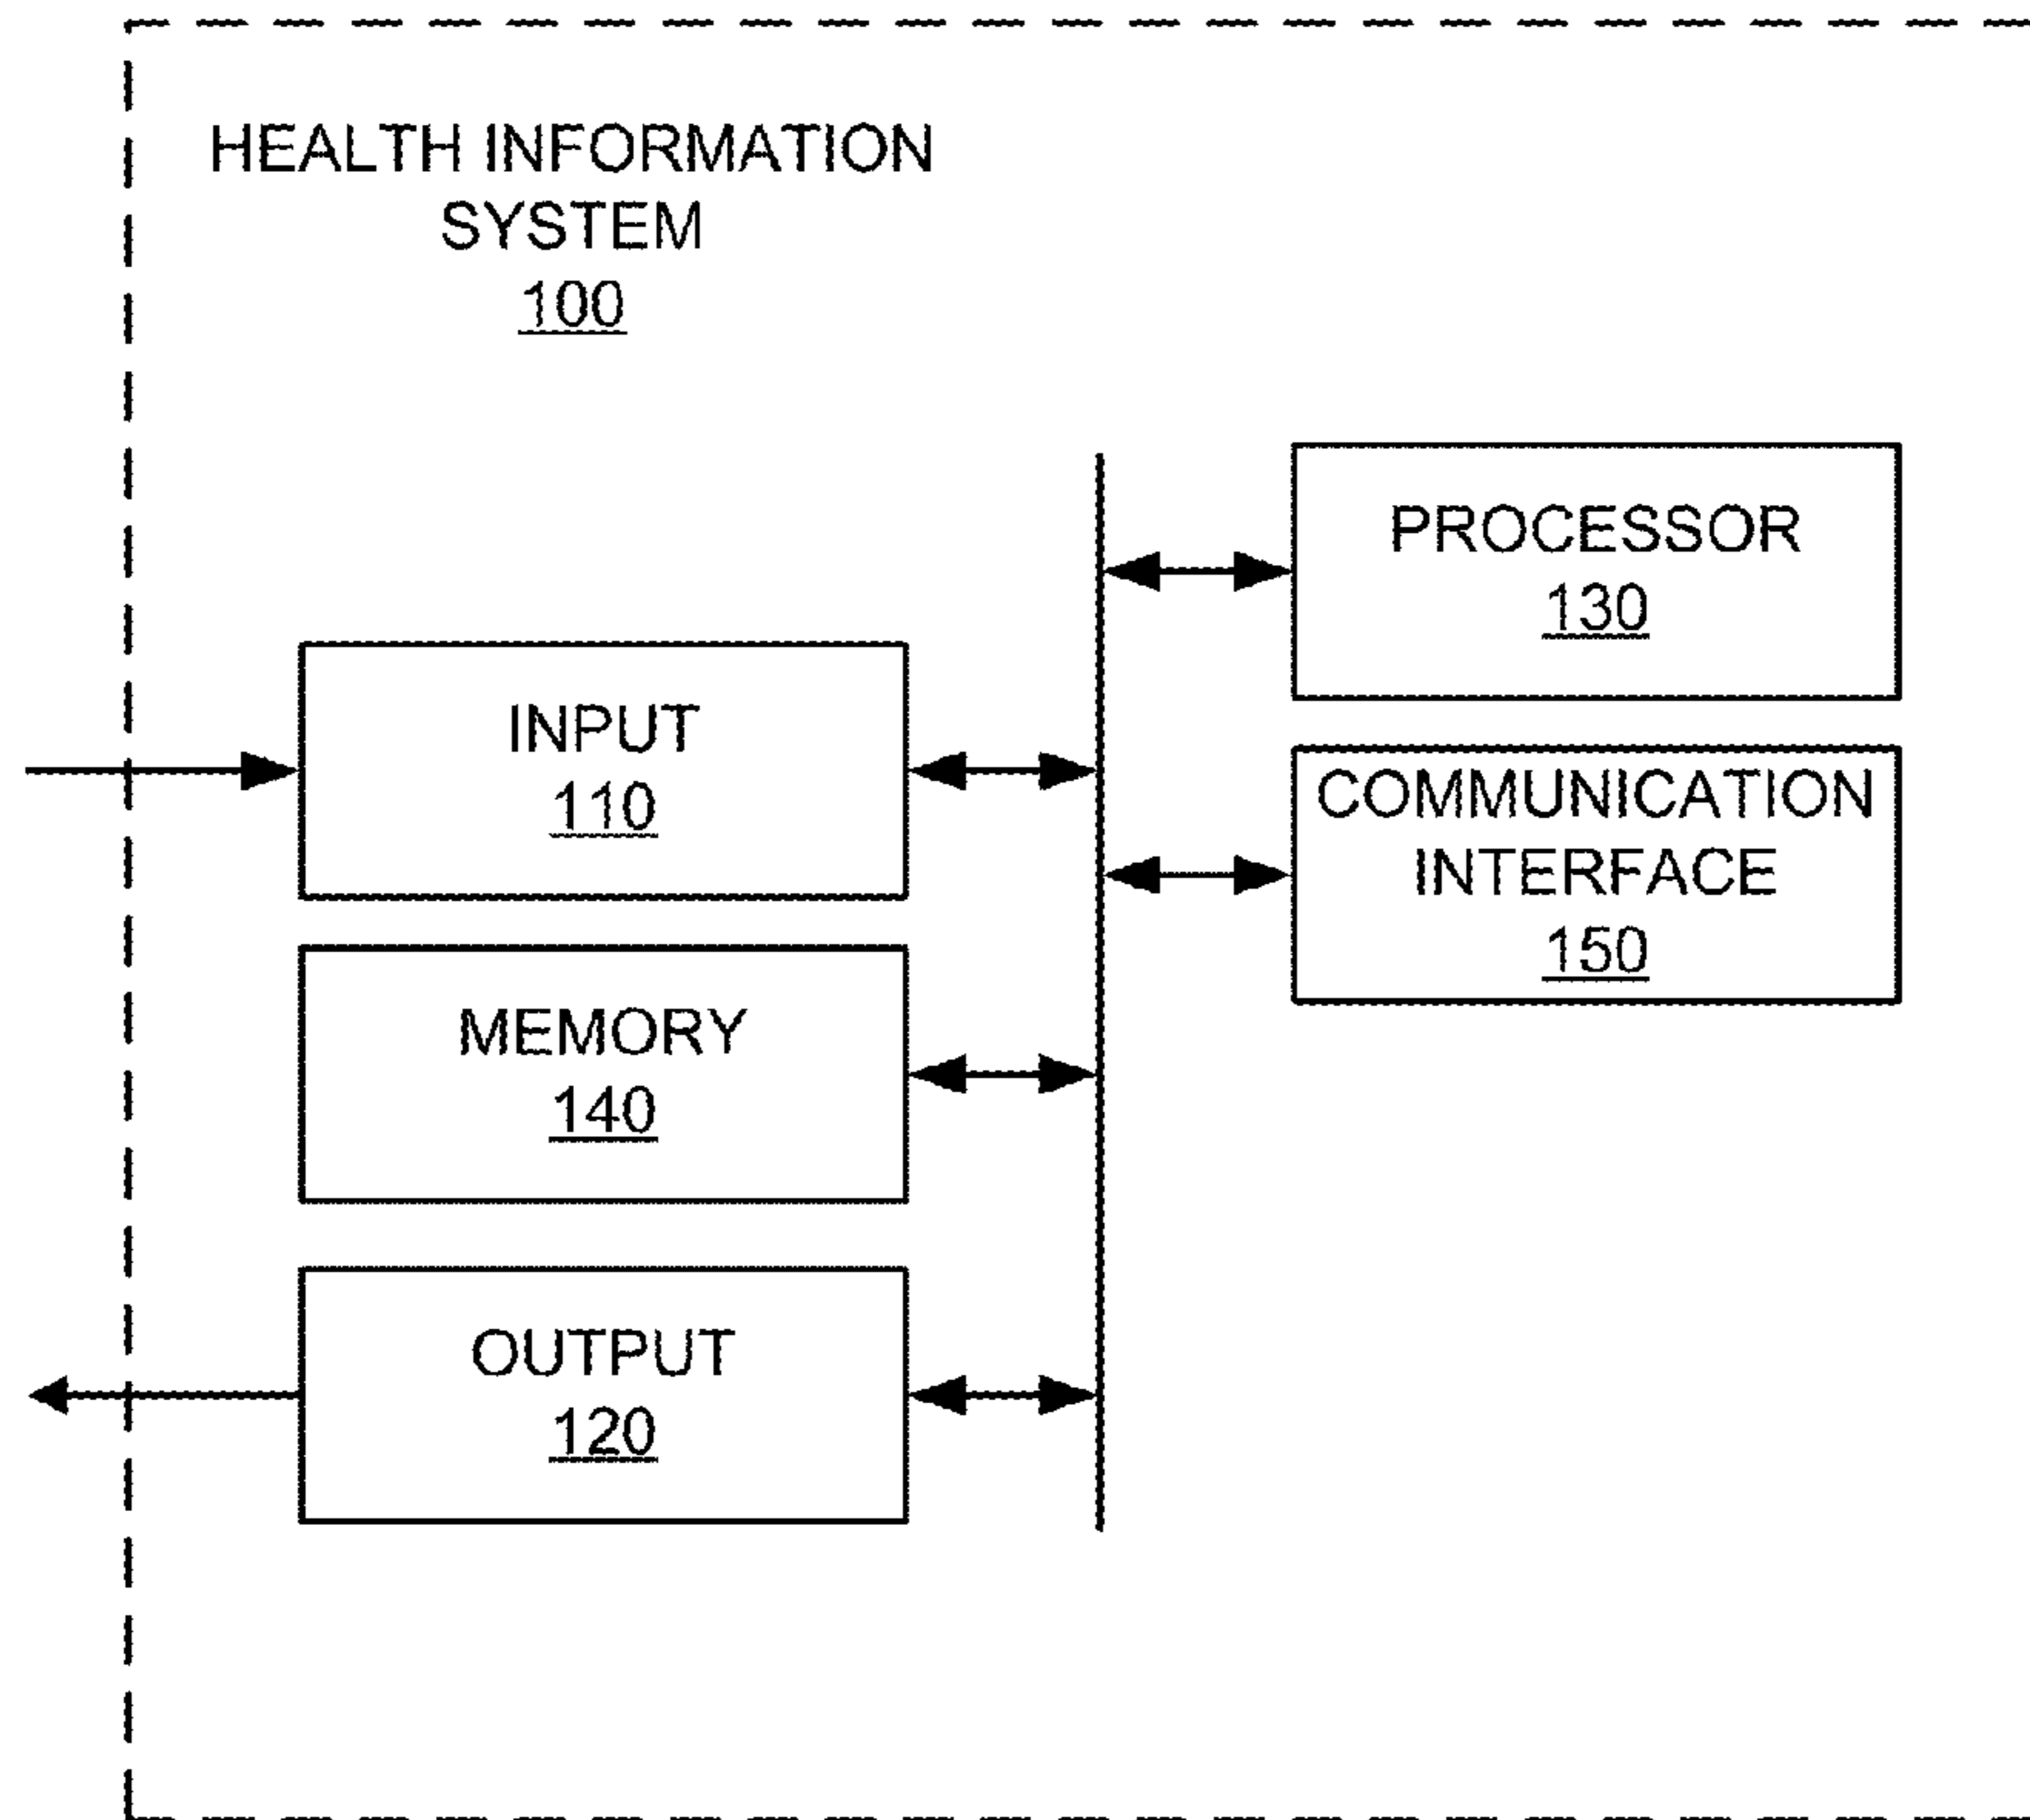 HEALTH INFORMATION
SYSTEM
100
PROCESSOR
130
INPUT
110
COMMUNICATION
INTERFACE
150
MEMORY
140
OUTPUT
120